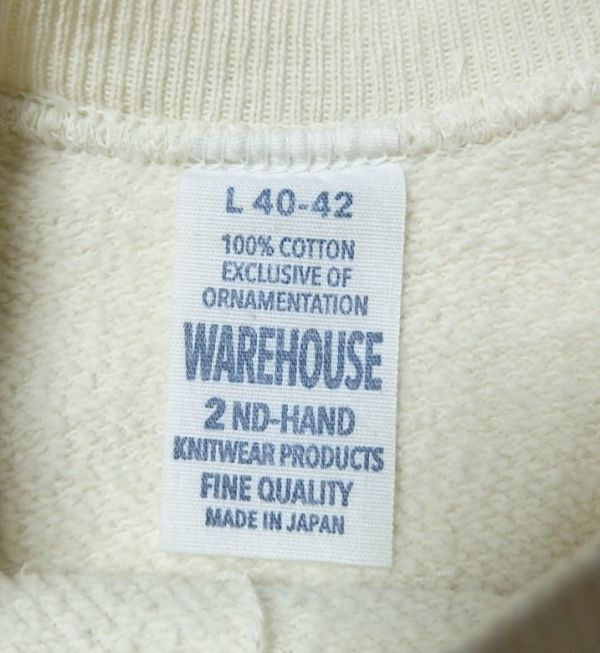 L 40-42
100% COTTON
EXCLUSIVE OF
ORNAMENTATION
WAREHOUSE
2 ND-HAND
KNITWEAR PRODUCTS
FINE QUALITY
MADE IN JAPAN